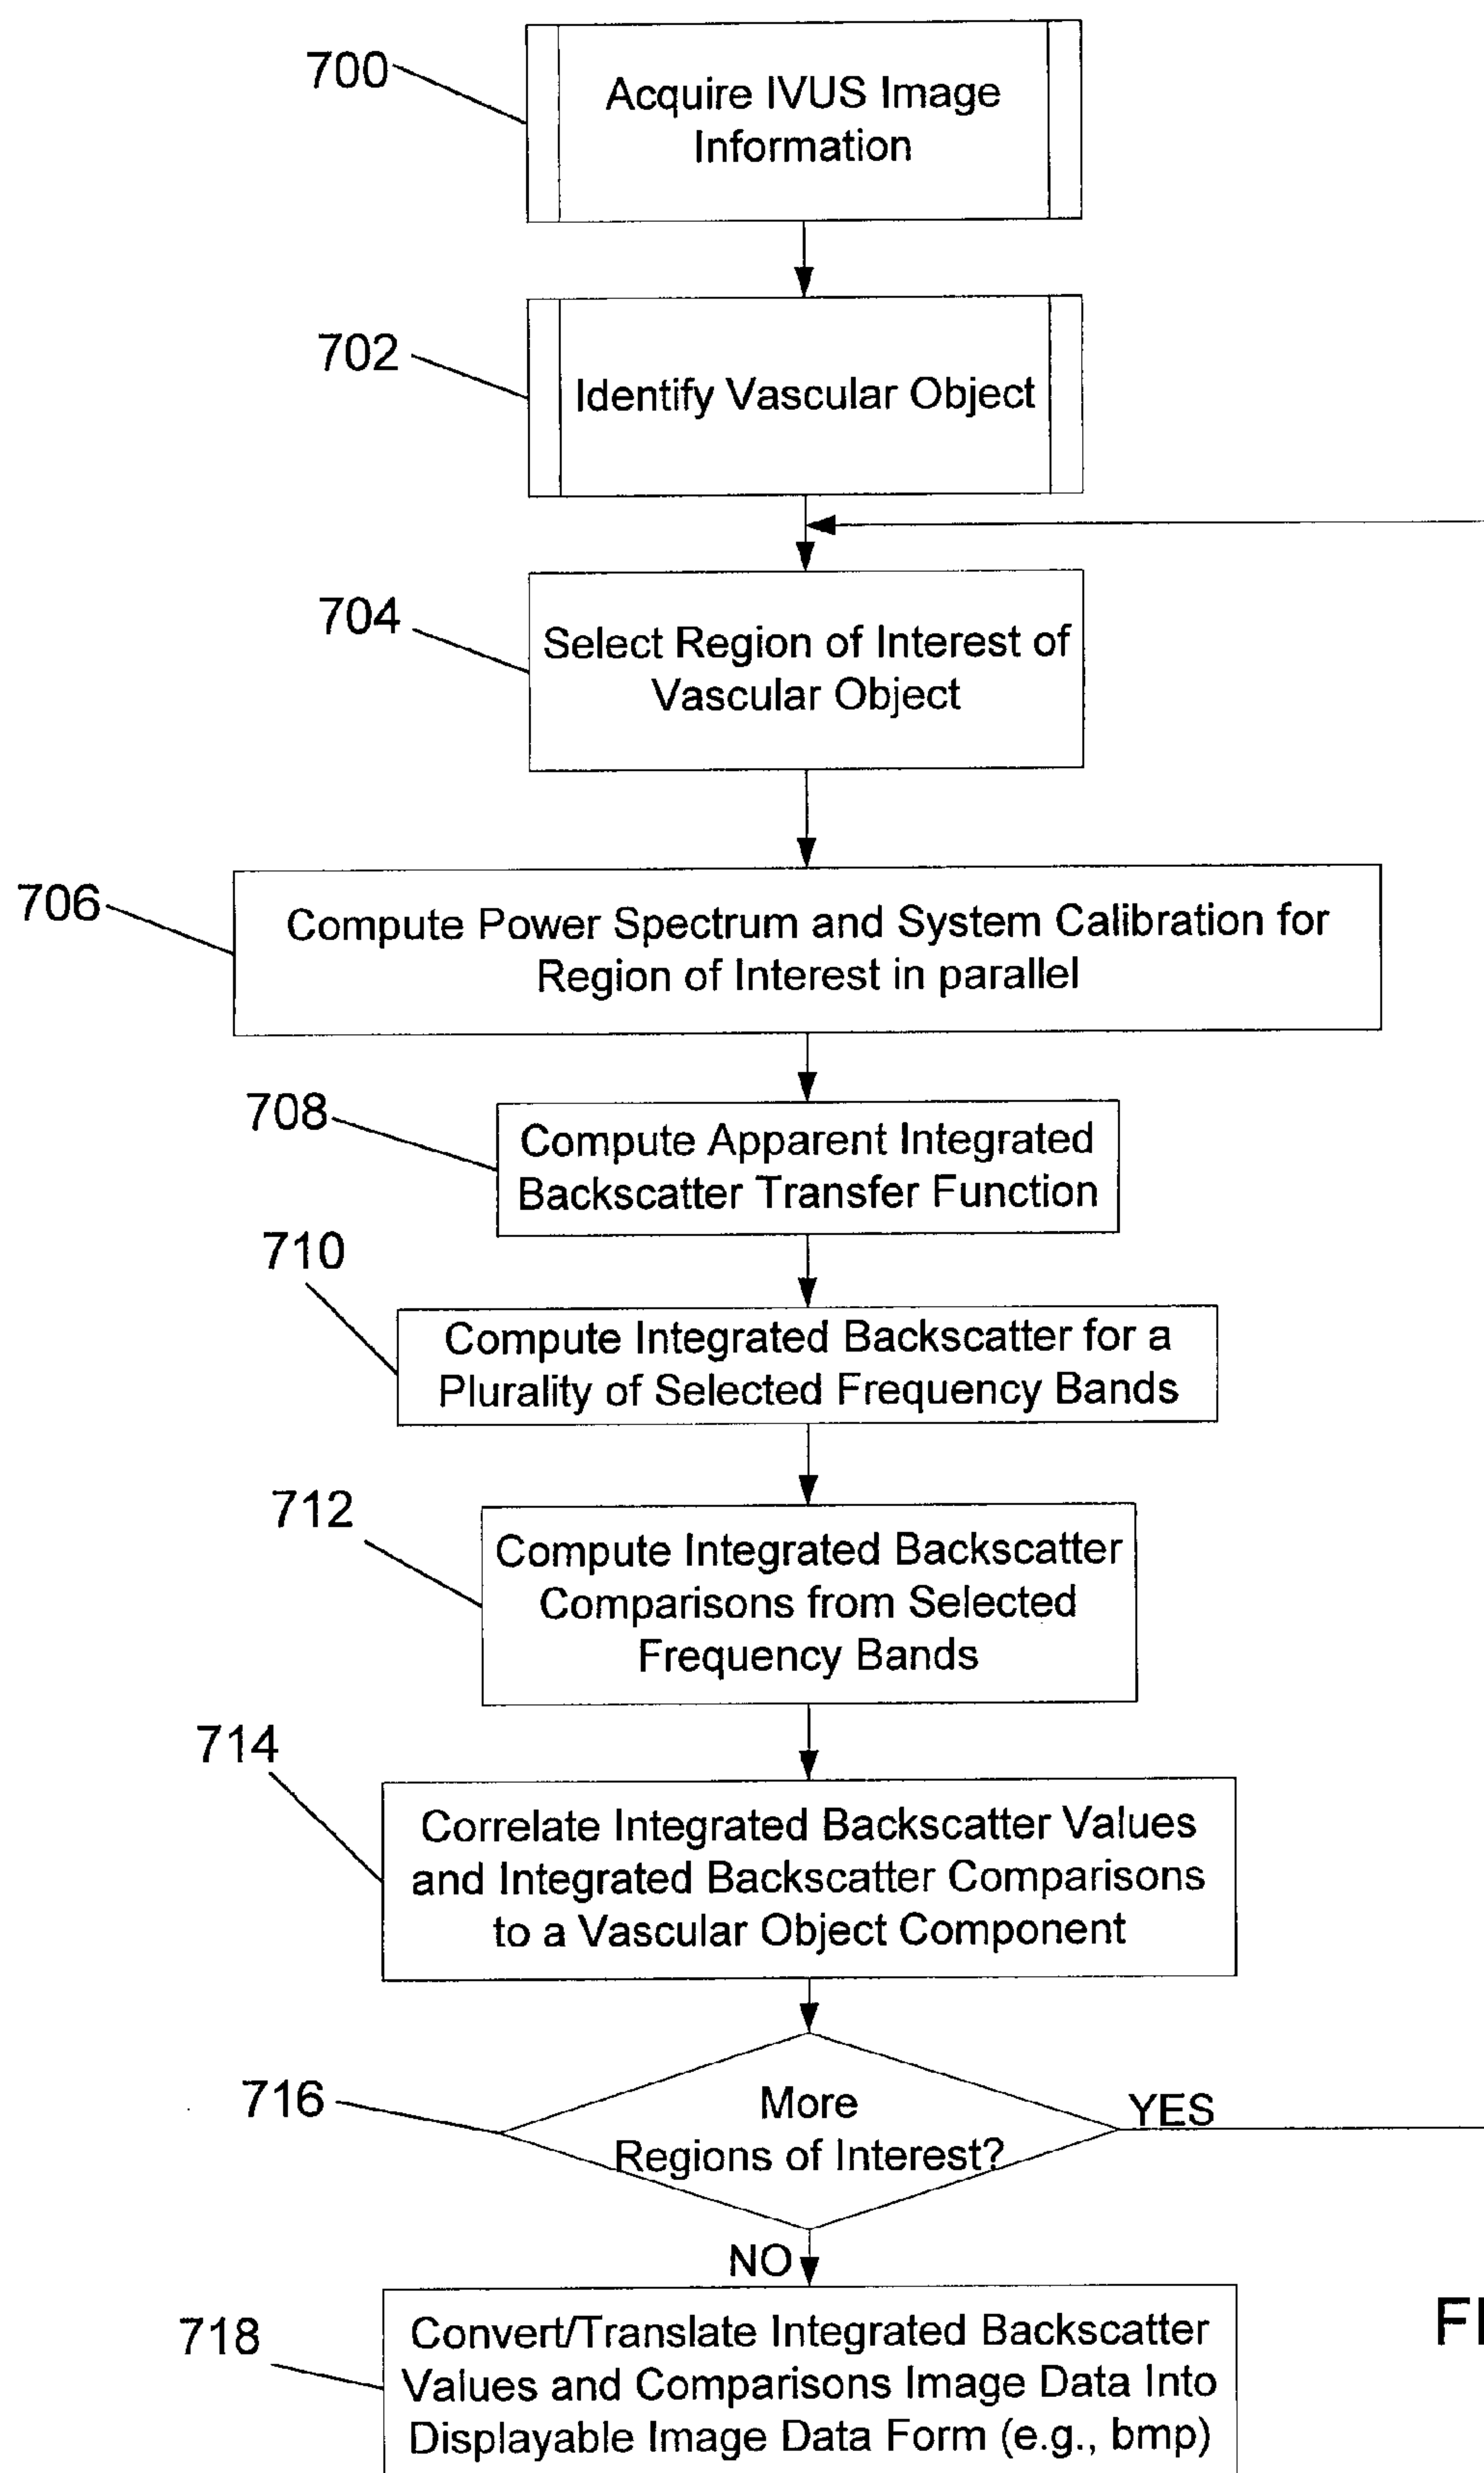 700
Acquire IVUS Image
Information
702
Identify Vascular Object
704
Select Region of Interest of
Vascular Object
706
Compute Power Spectrum and System Calibration for
Region of Interest in parallel
708
Compute Apparent Integrated
Backscatter Transfer Function
710
Compute Integrated Backscatter for a
Plurality of Selected Frequency Bands
712
Compute Integrated Backscatter
Comparisons from Selected
Frequency Bands
714
Correlate Integrated Backscatter Values
and Integrated Backscatter Comparisons
to a Vascular Object Component
716
More
Regions of Interest?
YES
NO
718
Convert/Translate Integrated Backscatter
Values and Comparisons Image Data Into
Displayable Image Data Form (e.g., bmp)